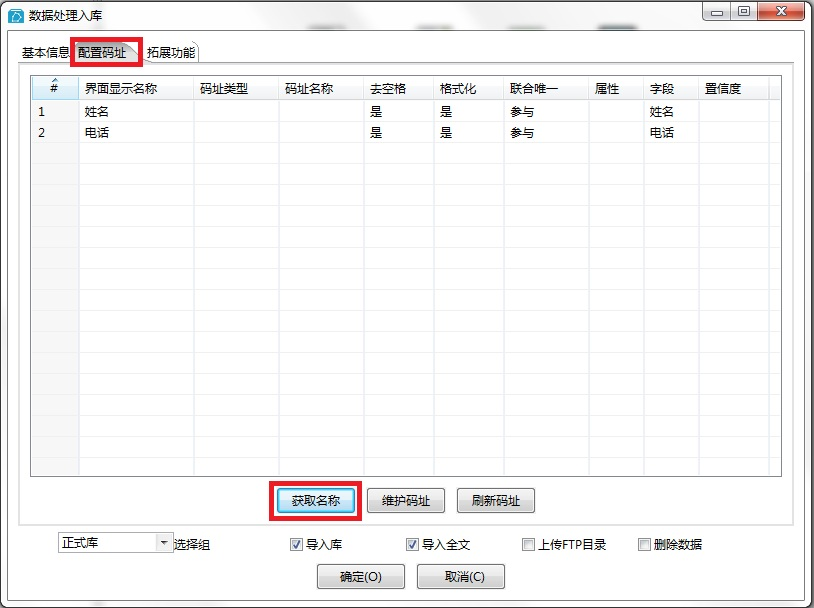 数据处理入库
基本信息 配置码址 拓展功能
# 界面显示名称 码址类型 码址名称 去空格 格式化 联合唯一 属性 字段 置信度
1 姓名 是 是 参与 姓名
2 电话 是 是 参与 电话
获取名称 维护码址 刷新码址
正式库 选择组 导入库 导入全文 上传FTP目录 删除数据
确定(O) 取消(C)